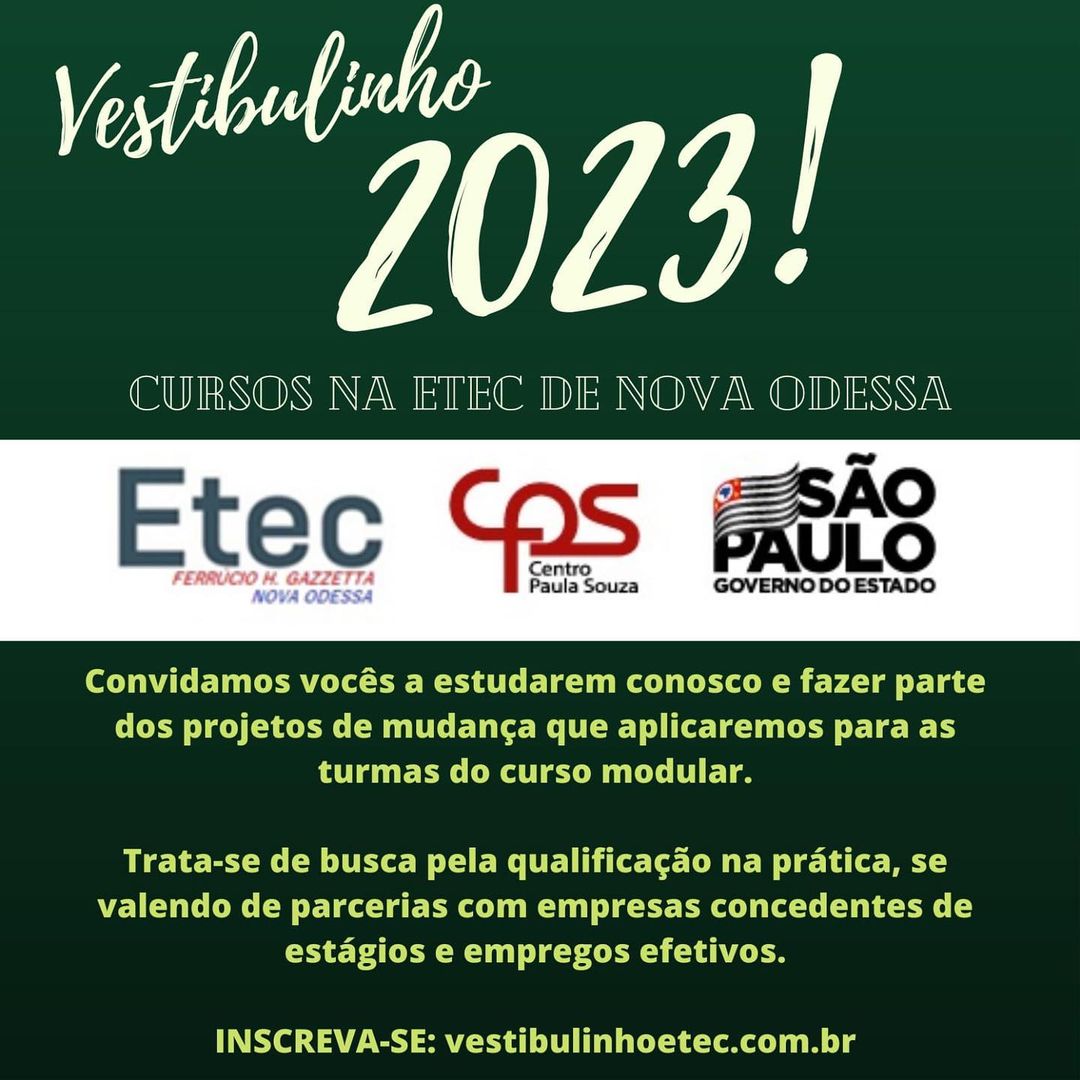 Vestibulinho
2023!
CURSOS NA ETEC DE NOVA ODESSA
Etec
FERRÚCIO H. GAZZETTA
NOVA ODESSA
cps
Centro
Paula Souza
SÃO
PAULO
GOVERNO DO ESTADO
Convidamos vocês a estudarem conosco e fazer parte
dos projetos de mudança que aplicaremos para as
turmas do curso modular.
Trata-se de busca pela qualificação na prática, se
valendo de parcerias com empresas concedentes de
estágios e empregos efetivos.
INSCREVA-SE: vestibulinhoetec.com.br